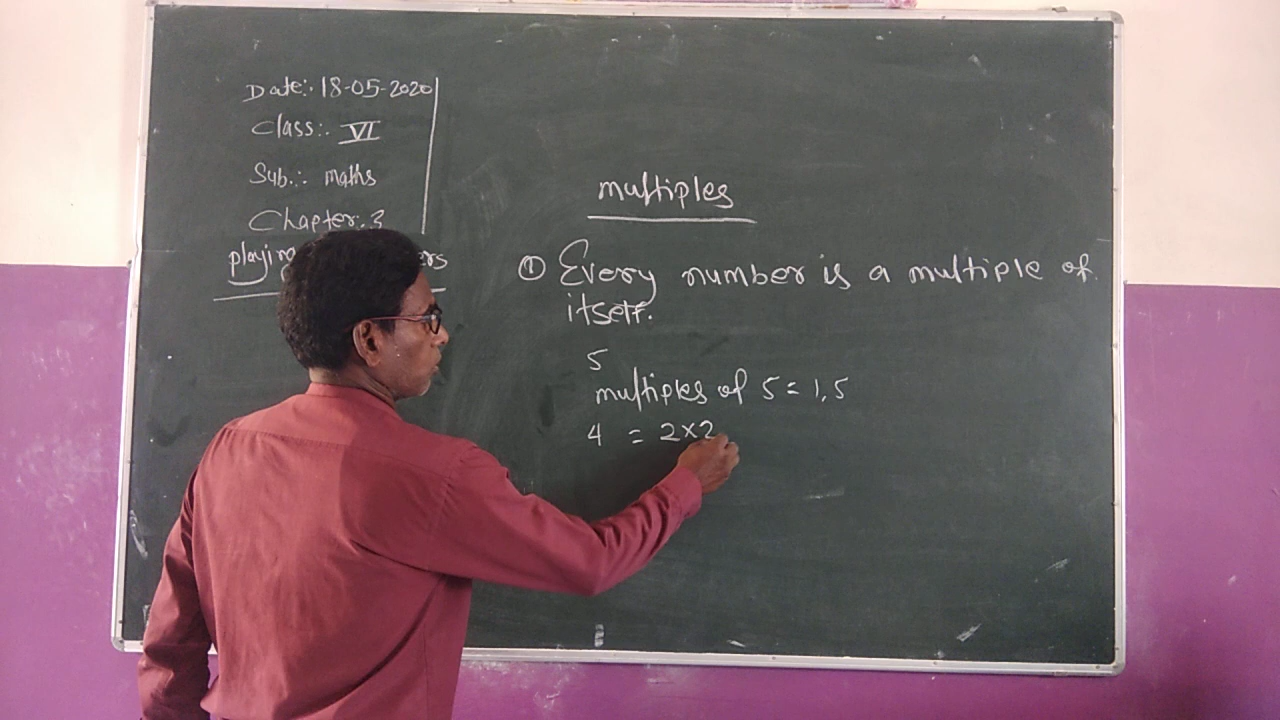 Date:. 18-05-2020
Class:. VI
Sub.:. maths
Chapter:.3
multiples
① Every number is a multiple of
itself.
5
multiples of 5 = 1,5
4 = 2×2